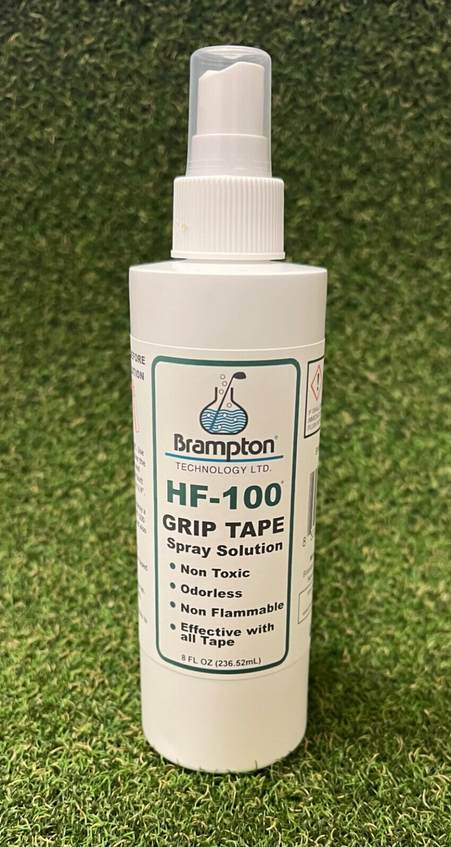 Brampton®
TECHNOLOGY LTD.
HF-100®
GRIP TAPE
Spray Solution
• Non Toxic
• Odorless
• Non Flammable
• Effective with
all Tape
8 FL OZ (236.52mL)